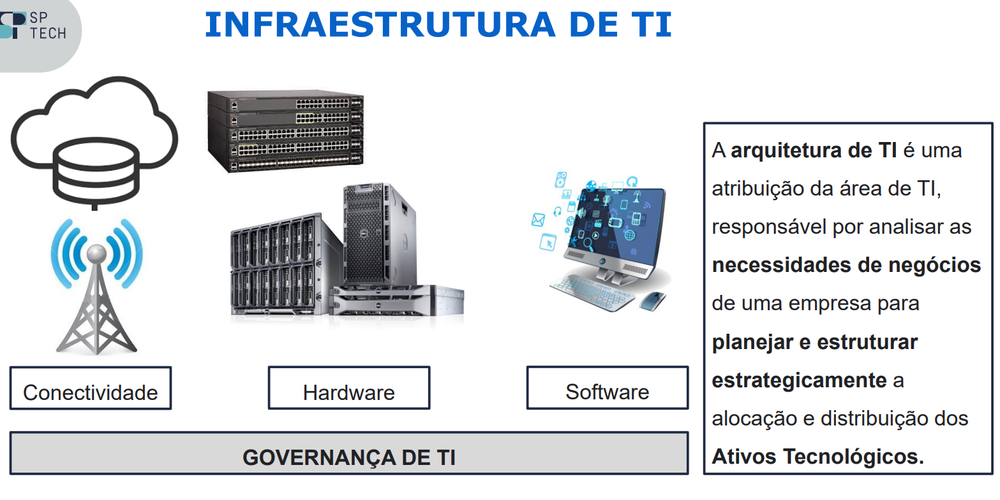 SP
TECH
INFRAESTRUTURA DE TI
Conectividade
Hardware
Software
GOVERNANÇA DE TI
A arquitetura de TI é uma
atribuição da área de TI,
responsável por analisar as
necessidades de negócios
de uma empresa para
planejar e estruturar
estrategicamente a
alocação e distribuição dos
Ativos Tecnológicos.